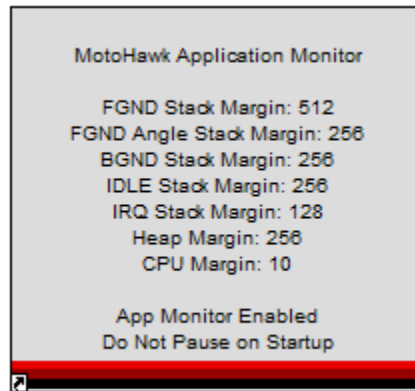 MotoHawk Application Monitor
FGND Stack Margin: 512
FGND Angle Stack Margin: 256
BGND Stack Margin: 256
IDLE Stack Margin: 256
IRQ Stack Margin: 128
Heap Margin: 256
CPU Margin: 10
App Monitor Enabled
Do Not Pause on Startup